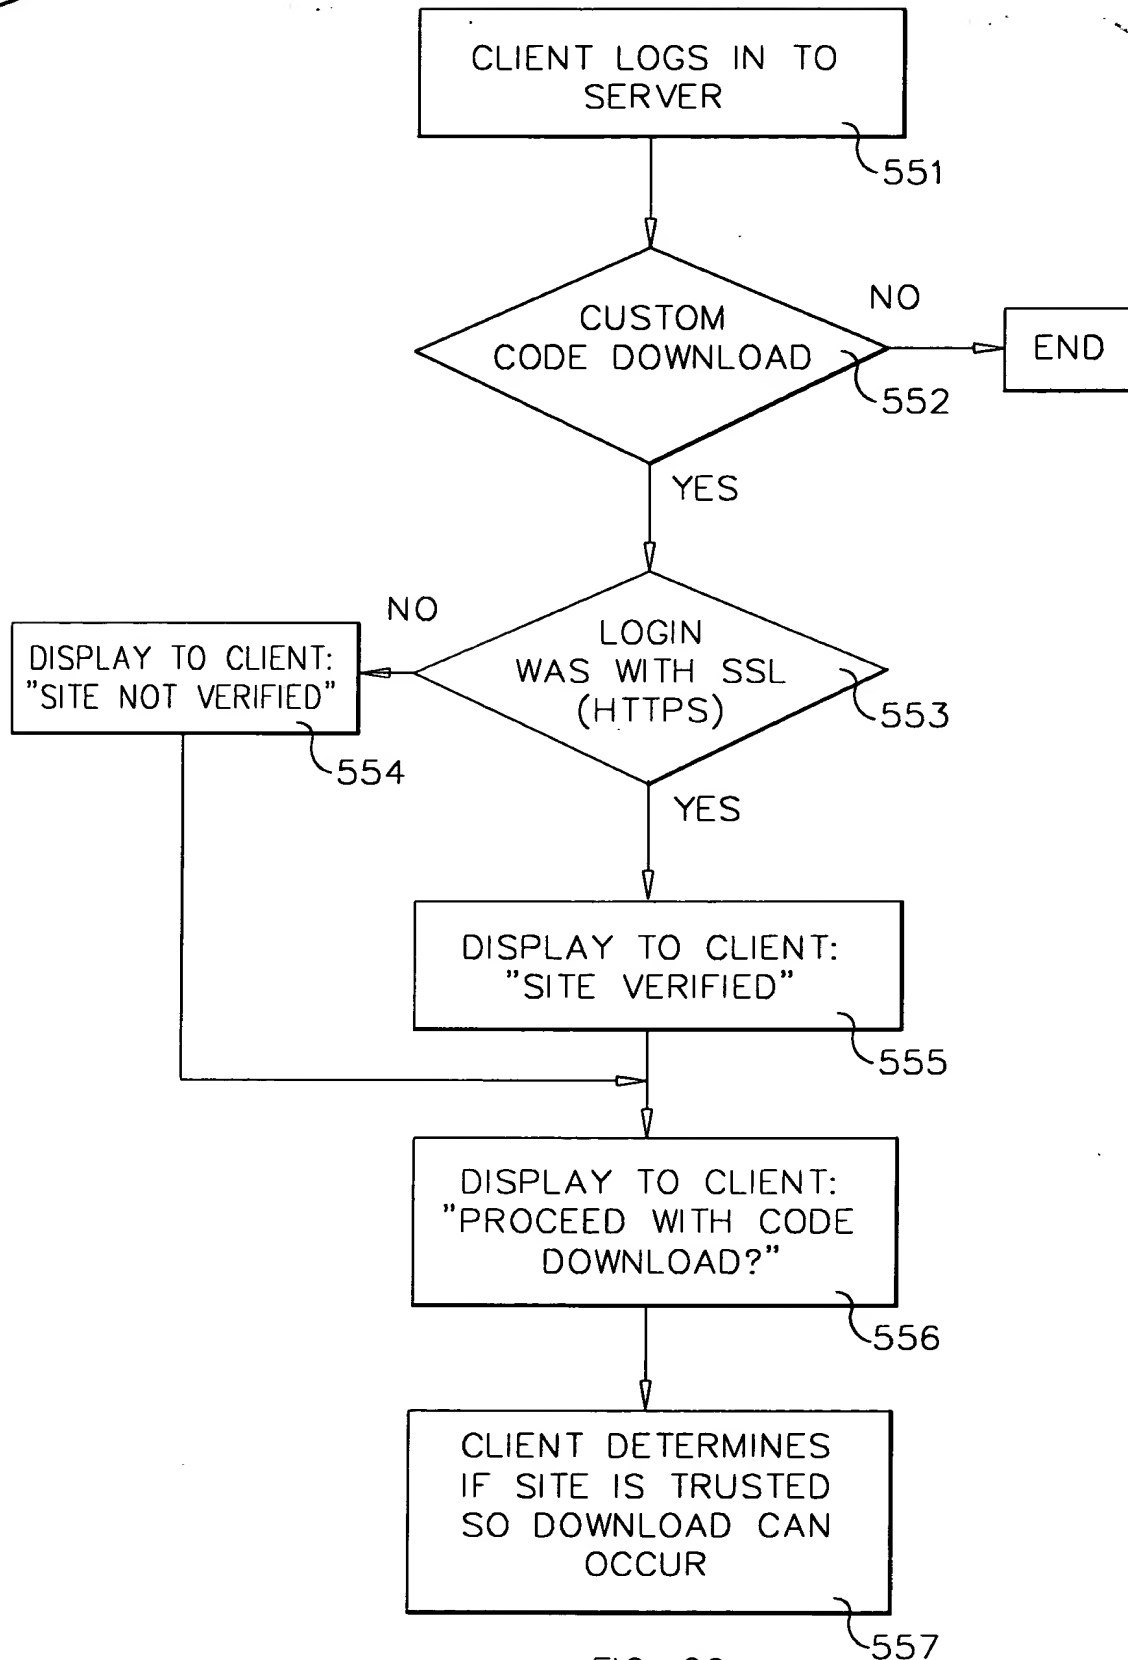 CLIENT LOGS IN TO
SERVER
551
CUSTOM
CODE DOWNLOAD
552
NO
END
YES
LOGIN
WAS WITH SSL
(HTTPS)
553
NO
DISPLAY TO CLIENT:
"SITE NOT VERIFIED"
554
YES
DISPLAY TO CLIENT:
"SITE VERIFIED"
555
DISPLAY TO CLIENT:
"PROCEED WITH CODE
DOWNLOAD?"
556
CLIENT DETERMINES
IF SITE IS TRUSTED
SO DOWNLOAD CAN
OCCUR
557